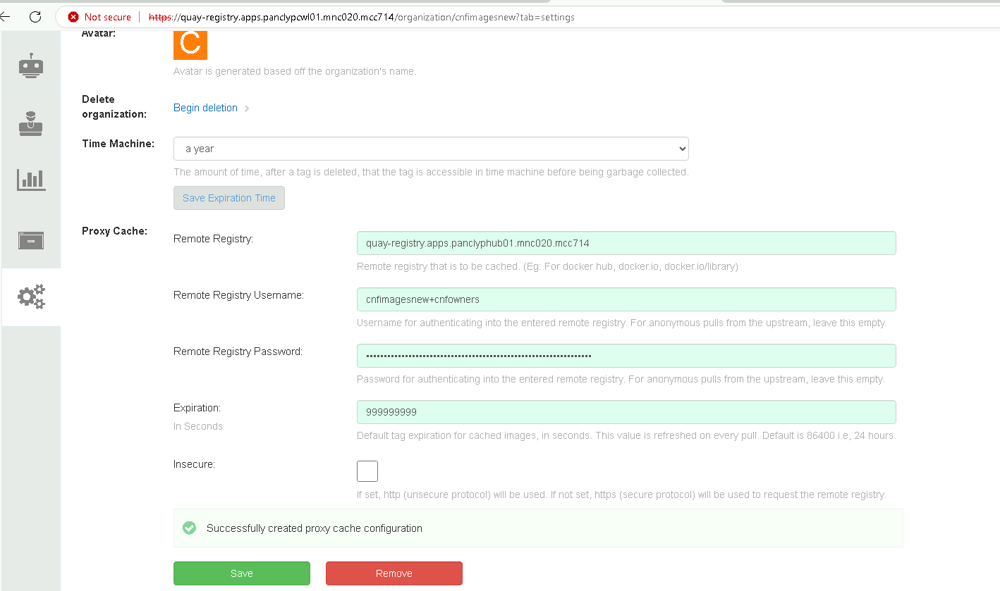 Not secure https://quay-registry.apps.panclypcwl01.mnc020.mcc714/organization/cnfimagesnew?tab=settings
Avatar:
C
Avatar is generated based off the organization's name.
Delete organization:
Begin deletion
Time Machine:
a year
The amount of time, after a tag is deleted, that the tag is accessible in time machine before being garbage collected.
Save Expiration Time
Proxy Cache:
Remote Registry:
quay-registry.apps.panclyphub01.mnc020.mcc714
Remote registry that is to be cached. (Eg: For docker hub, docker.io, docker.io/library)
Remote Registry Username:
cnfimagesnew+cnfowners
Username for authenticating into the entered remote registry. For anonymous pulls from the upstream, leave this empty.
Remote Registry Password:
Password for authenticating into the entered remote registry. For anonymous pulls from the upstream, leave this empty.
Expiration:
In Seconds
999999999
Default tag expiration for cached images, in seconds. This value is refreshed on every pull. Default is 86400 i.e, 24 hours.
Insecure:
If set, http (unsecure protocol) will be used. If not set, https (secure protocol) will be used to request the remote registry.
Successfully created proxy cache configuration
Save
Remove